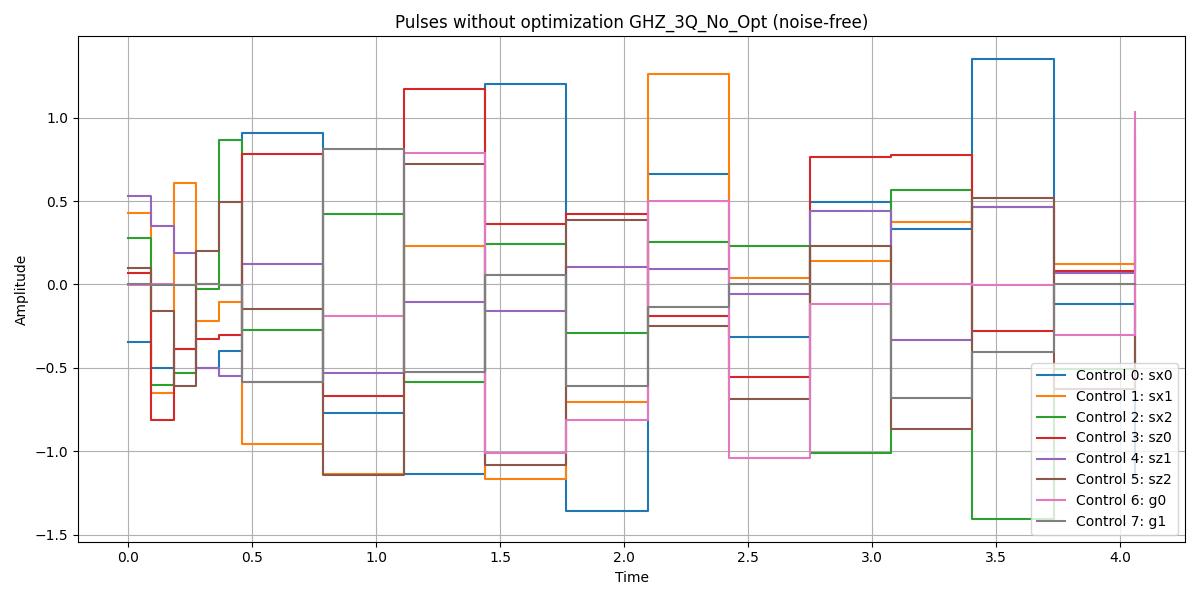 Pulses without optimization GHZ_3Q_No_Opt (noise-free)
Amplitude
1.0
0.5
0.0
−0.5
−1.0
−1.5
0.0
0.5
1.0
1.5
2.0
2.5
3.0
3.5
4.0
Time
Control 0: sx0
Control 1: sx1
Control 2: sx2
Control 3: sz0
Control 4: sz1
Control 5: sz2
Control 6: g0
Control 7: g1